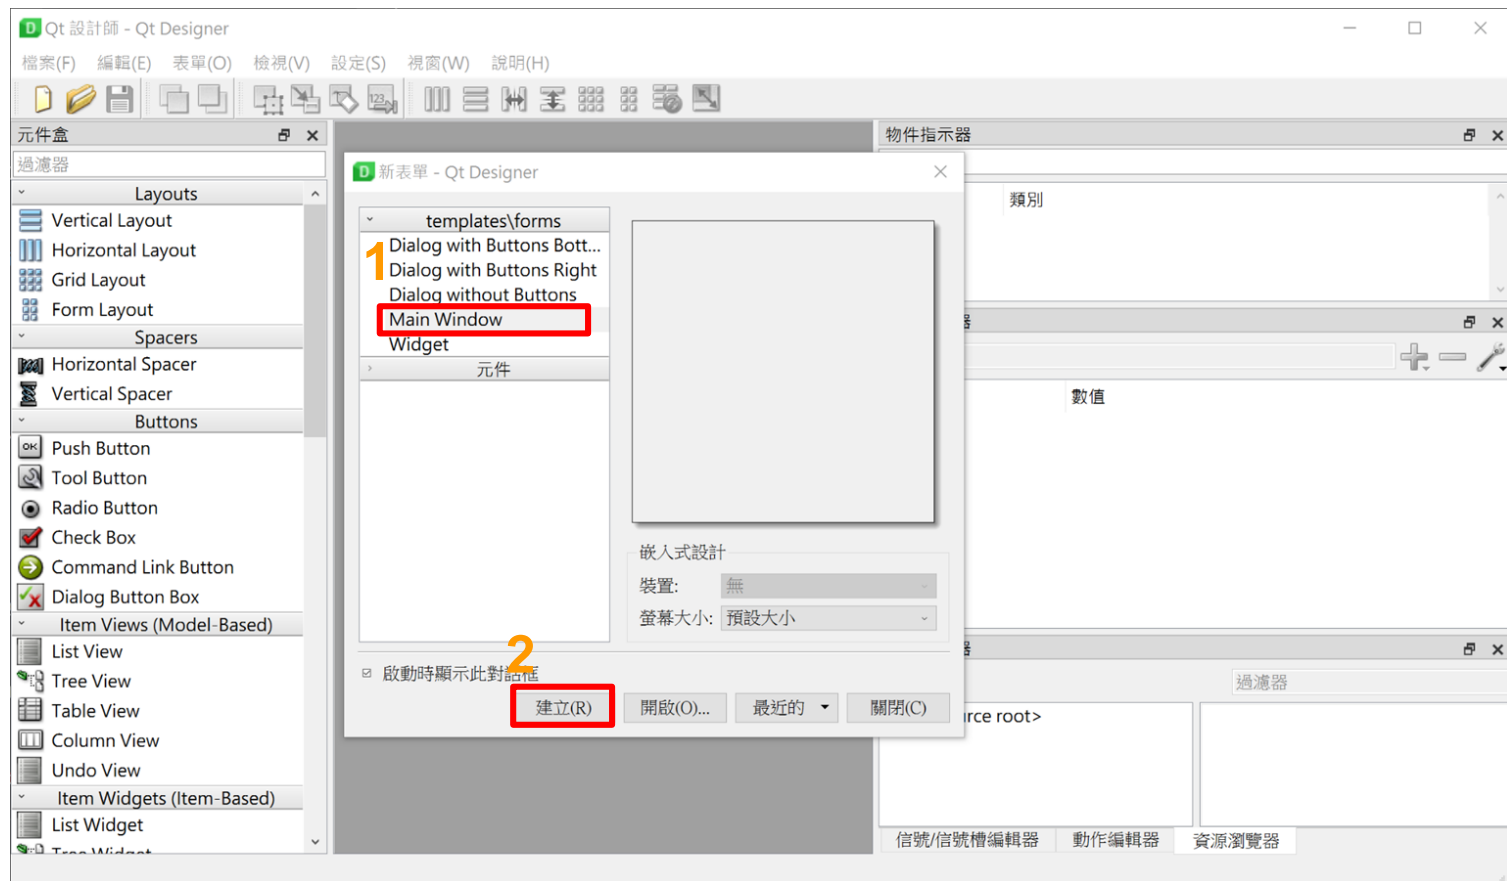 Qt 設計師 - Qt Designer
檔案(F) 編輯(E) 表單(O) 檢視(V) 設定(S) 視窗(W) 說明(H)
元件盒
過濾器
Layouts
Vertical Layout
Horizontal Layout
Grid Layout
Form Layout
Spacers
Horizontal Spacer
Vertical Spacer
Buttons
OK Push Button
Tool Button
Radio Button
Check Box
Command Link Button
Dialog Button Box
Item Views (Model-Based)
List View
Tree View
Table View
Column View
Undo View
Item Widgets (Item-Based)
List Widget
Tree Widget
新表單 - Qt Designer
templates\forms
1
Dialog with Buttons Bott...
Dialog with Buttons Right
Dialog without Buttons
Main Window
Widget
元件
嵌入式設計
裝置: 無
螢幕大小: 預設大小
2
啟動時顯示此對話框
建立(R) 開啟(O)... 最近的 關閉(C)
物件指示器
類別
器
數值
器
過濾器
rce root>
信號/信號槽編輯器 動作編輯器 資源瀏覽器